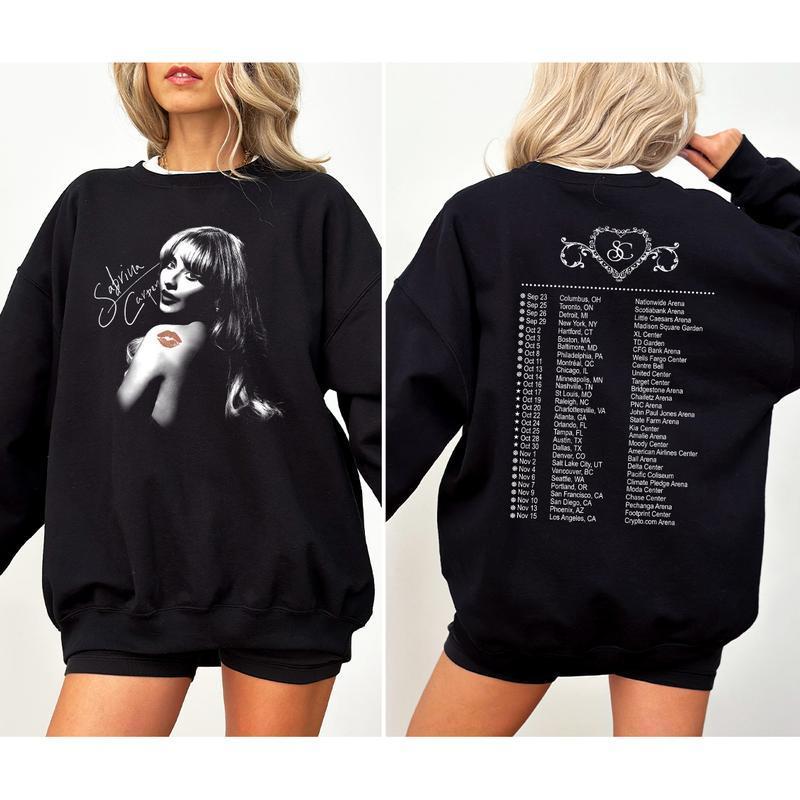 Sabrina
Carpenter
SC
Sep 23 Columbus, OH Nationwide Arena
Sep 25 Toronto, ON Scotiabank Arena
Sep 26 Detroit, MI Little Caesars Arena
Sep 29 New York, NY Madison Square Garden
Oct 2 Hartford, CT XL Center
Oct 3 Boston, MA TD Garden
Oct 5 Baltimore, MD CFG Bank Arena
Oct 8 Philadelphia, PA Wells Fargo Center
Oct 11 Montréal, QC Centre Bell
Oct 13 Chicago, IL United Center
Oct 14 Minneapolis, MN Target Center
★ Oct 16 Nashville, TN Bridgestone Arena
★ Oct 17 St Louis, MO Chaifetz Arena
★ Oct 19 Raleigh, NC PNC Arena
★ Oct 20 Charlottesville, VA John Paul Jones Arena
★ Oct 22 Atlanta, GA State Farm Arena
★ Oct 24 Orlando, FL Kia Center
★ Oct 25 Tampa, FL Amalie Arena
★ Oct 28 Austin, TX Moody Center
★ Oct 30 Dallas, TX American Airlines Center
Nov 1 Denver, CO Ball Arena
Nov 2 Salt Lake City, UT Delta Center
Nov 4 Vancouver, BC Pacific Coliseum
Nov 6 Seattle, WA Climate Pledge Arena
Nov 7 Portland, OR Moda Center
Nov 9 San Francisco, CA Chase Center
Nov 10 San Diego, CA Pechanga Arena
Nov 13 Phoenix, AZ Footprint Center
Nov 15 Los Angeles, CA Crypto.com Arena